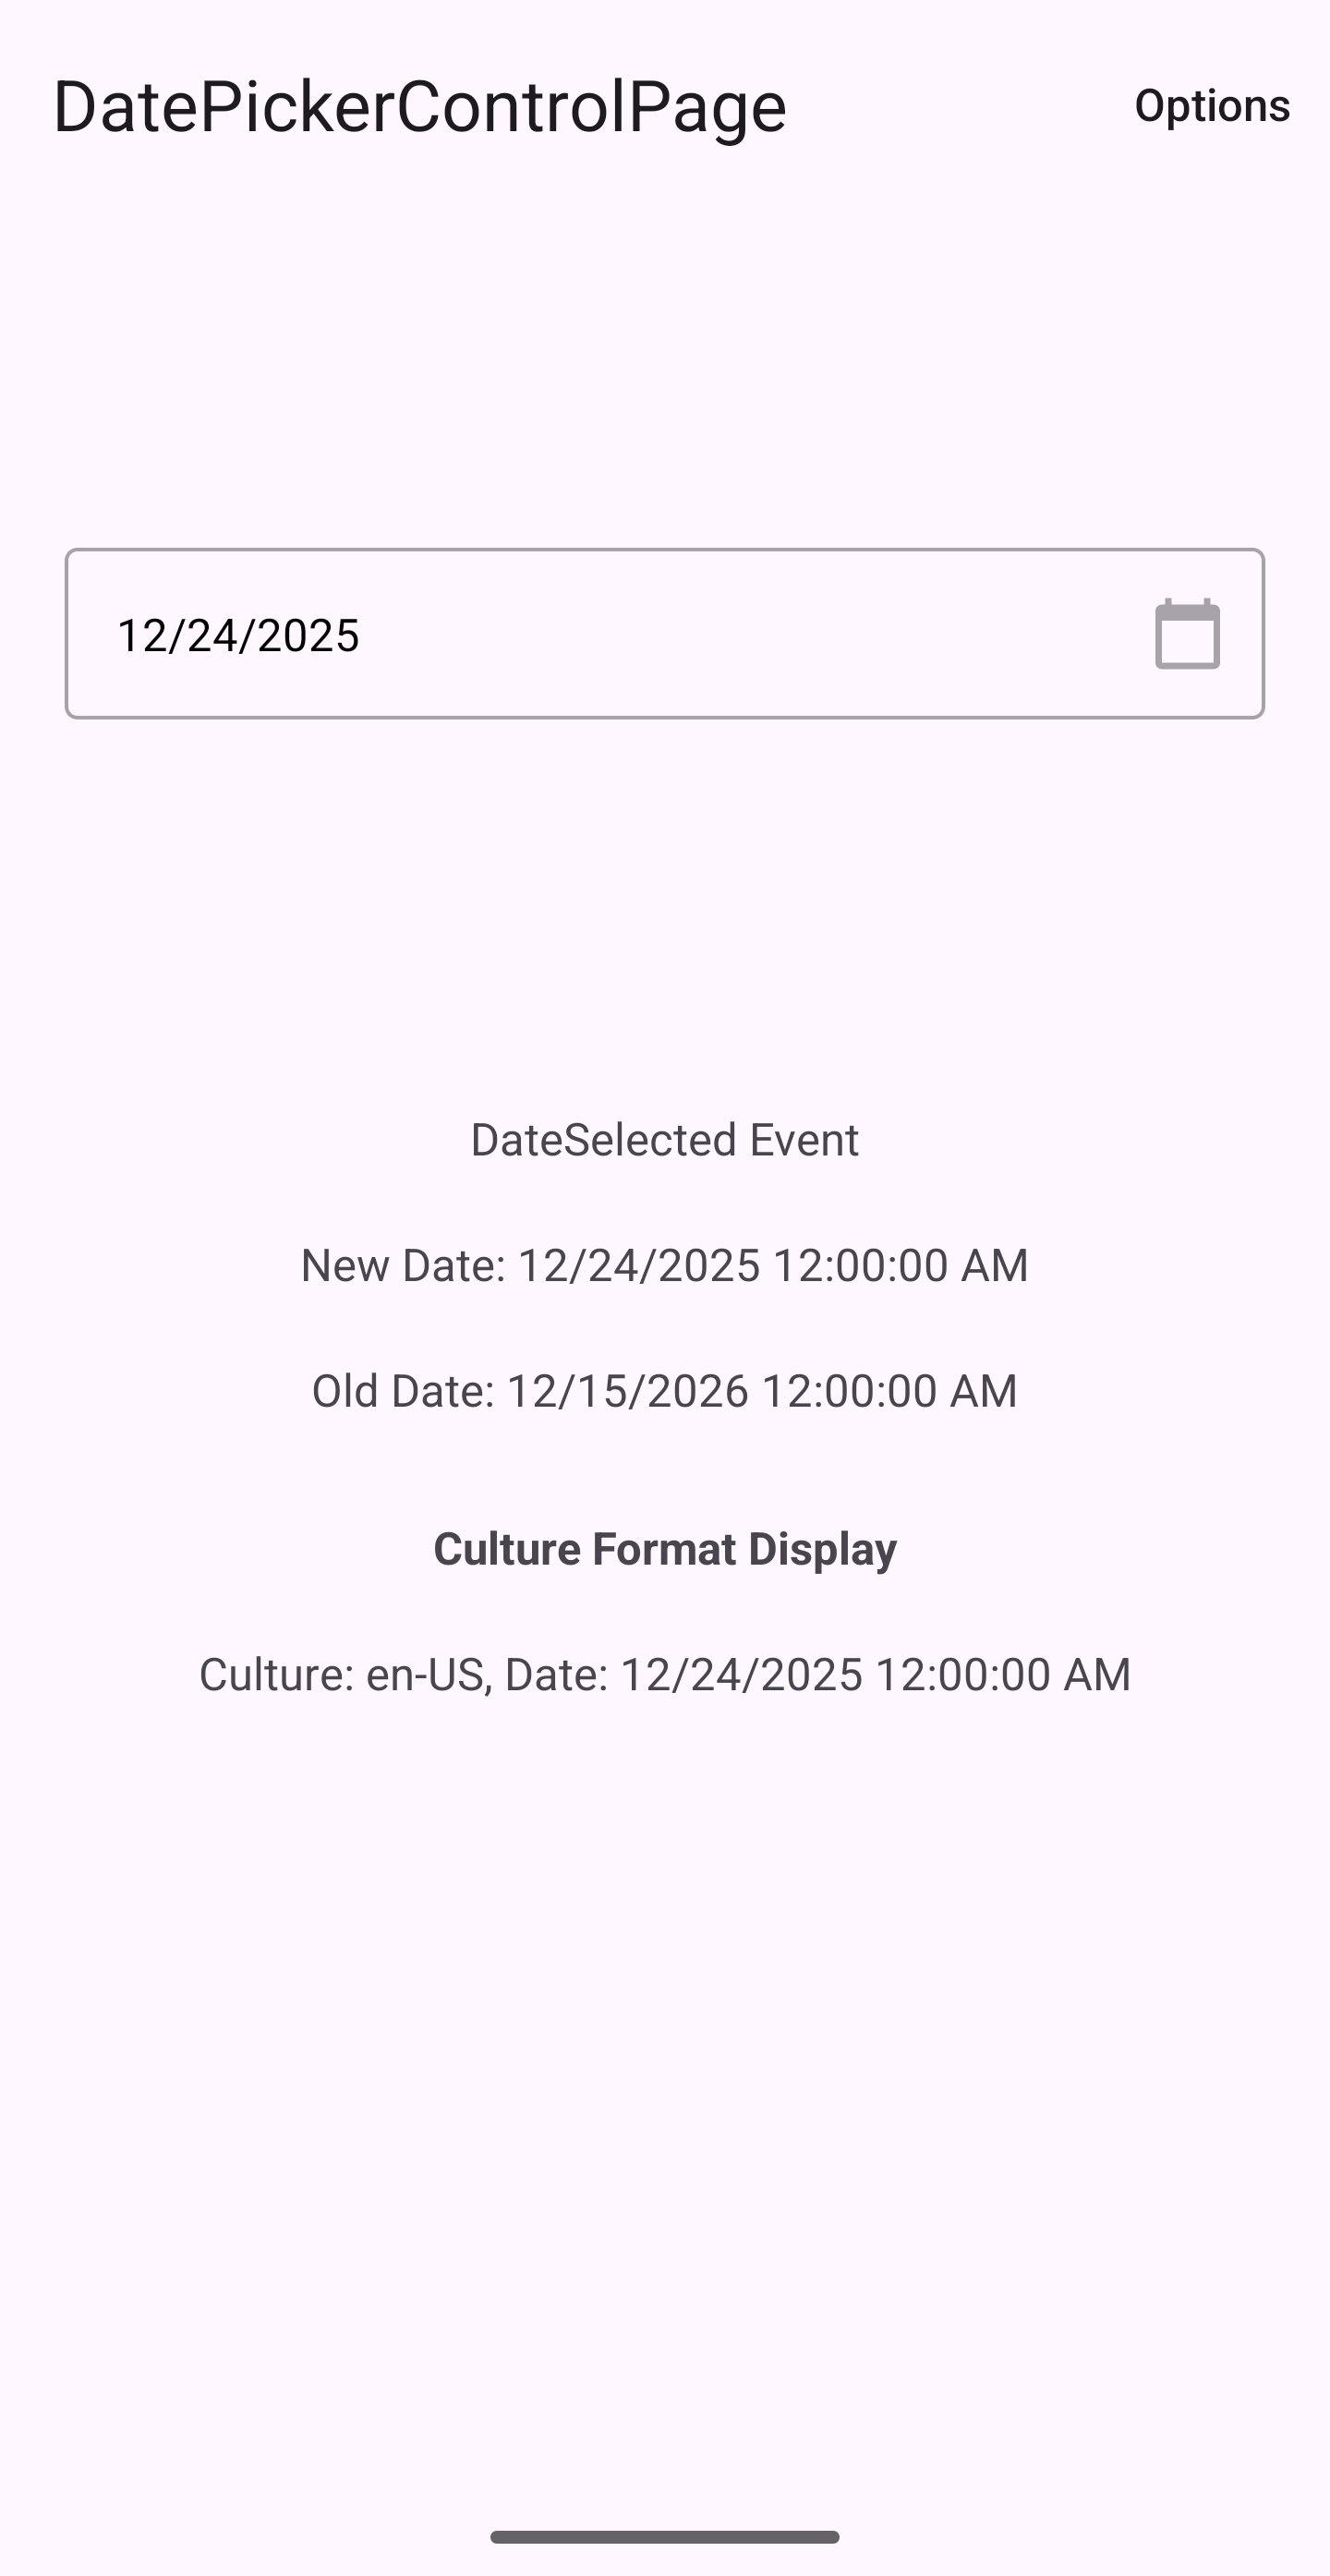 DatePickerControlPage
Options
12/24/2025
DateSelected Event
New Date: 12/24/2025 12:00:00 AM
Old Date: 12/15/2026 12:00:00 AM
Culture Format Display
Culture: en-US, Date: 12/24/2025 12:00:00 AM